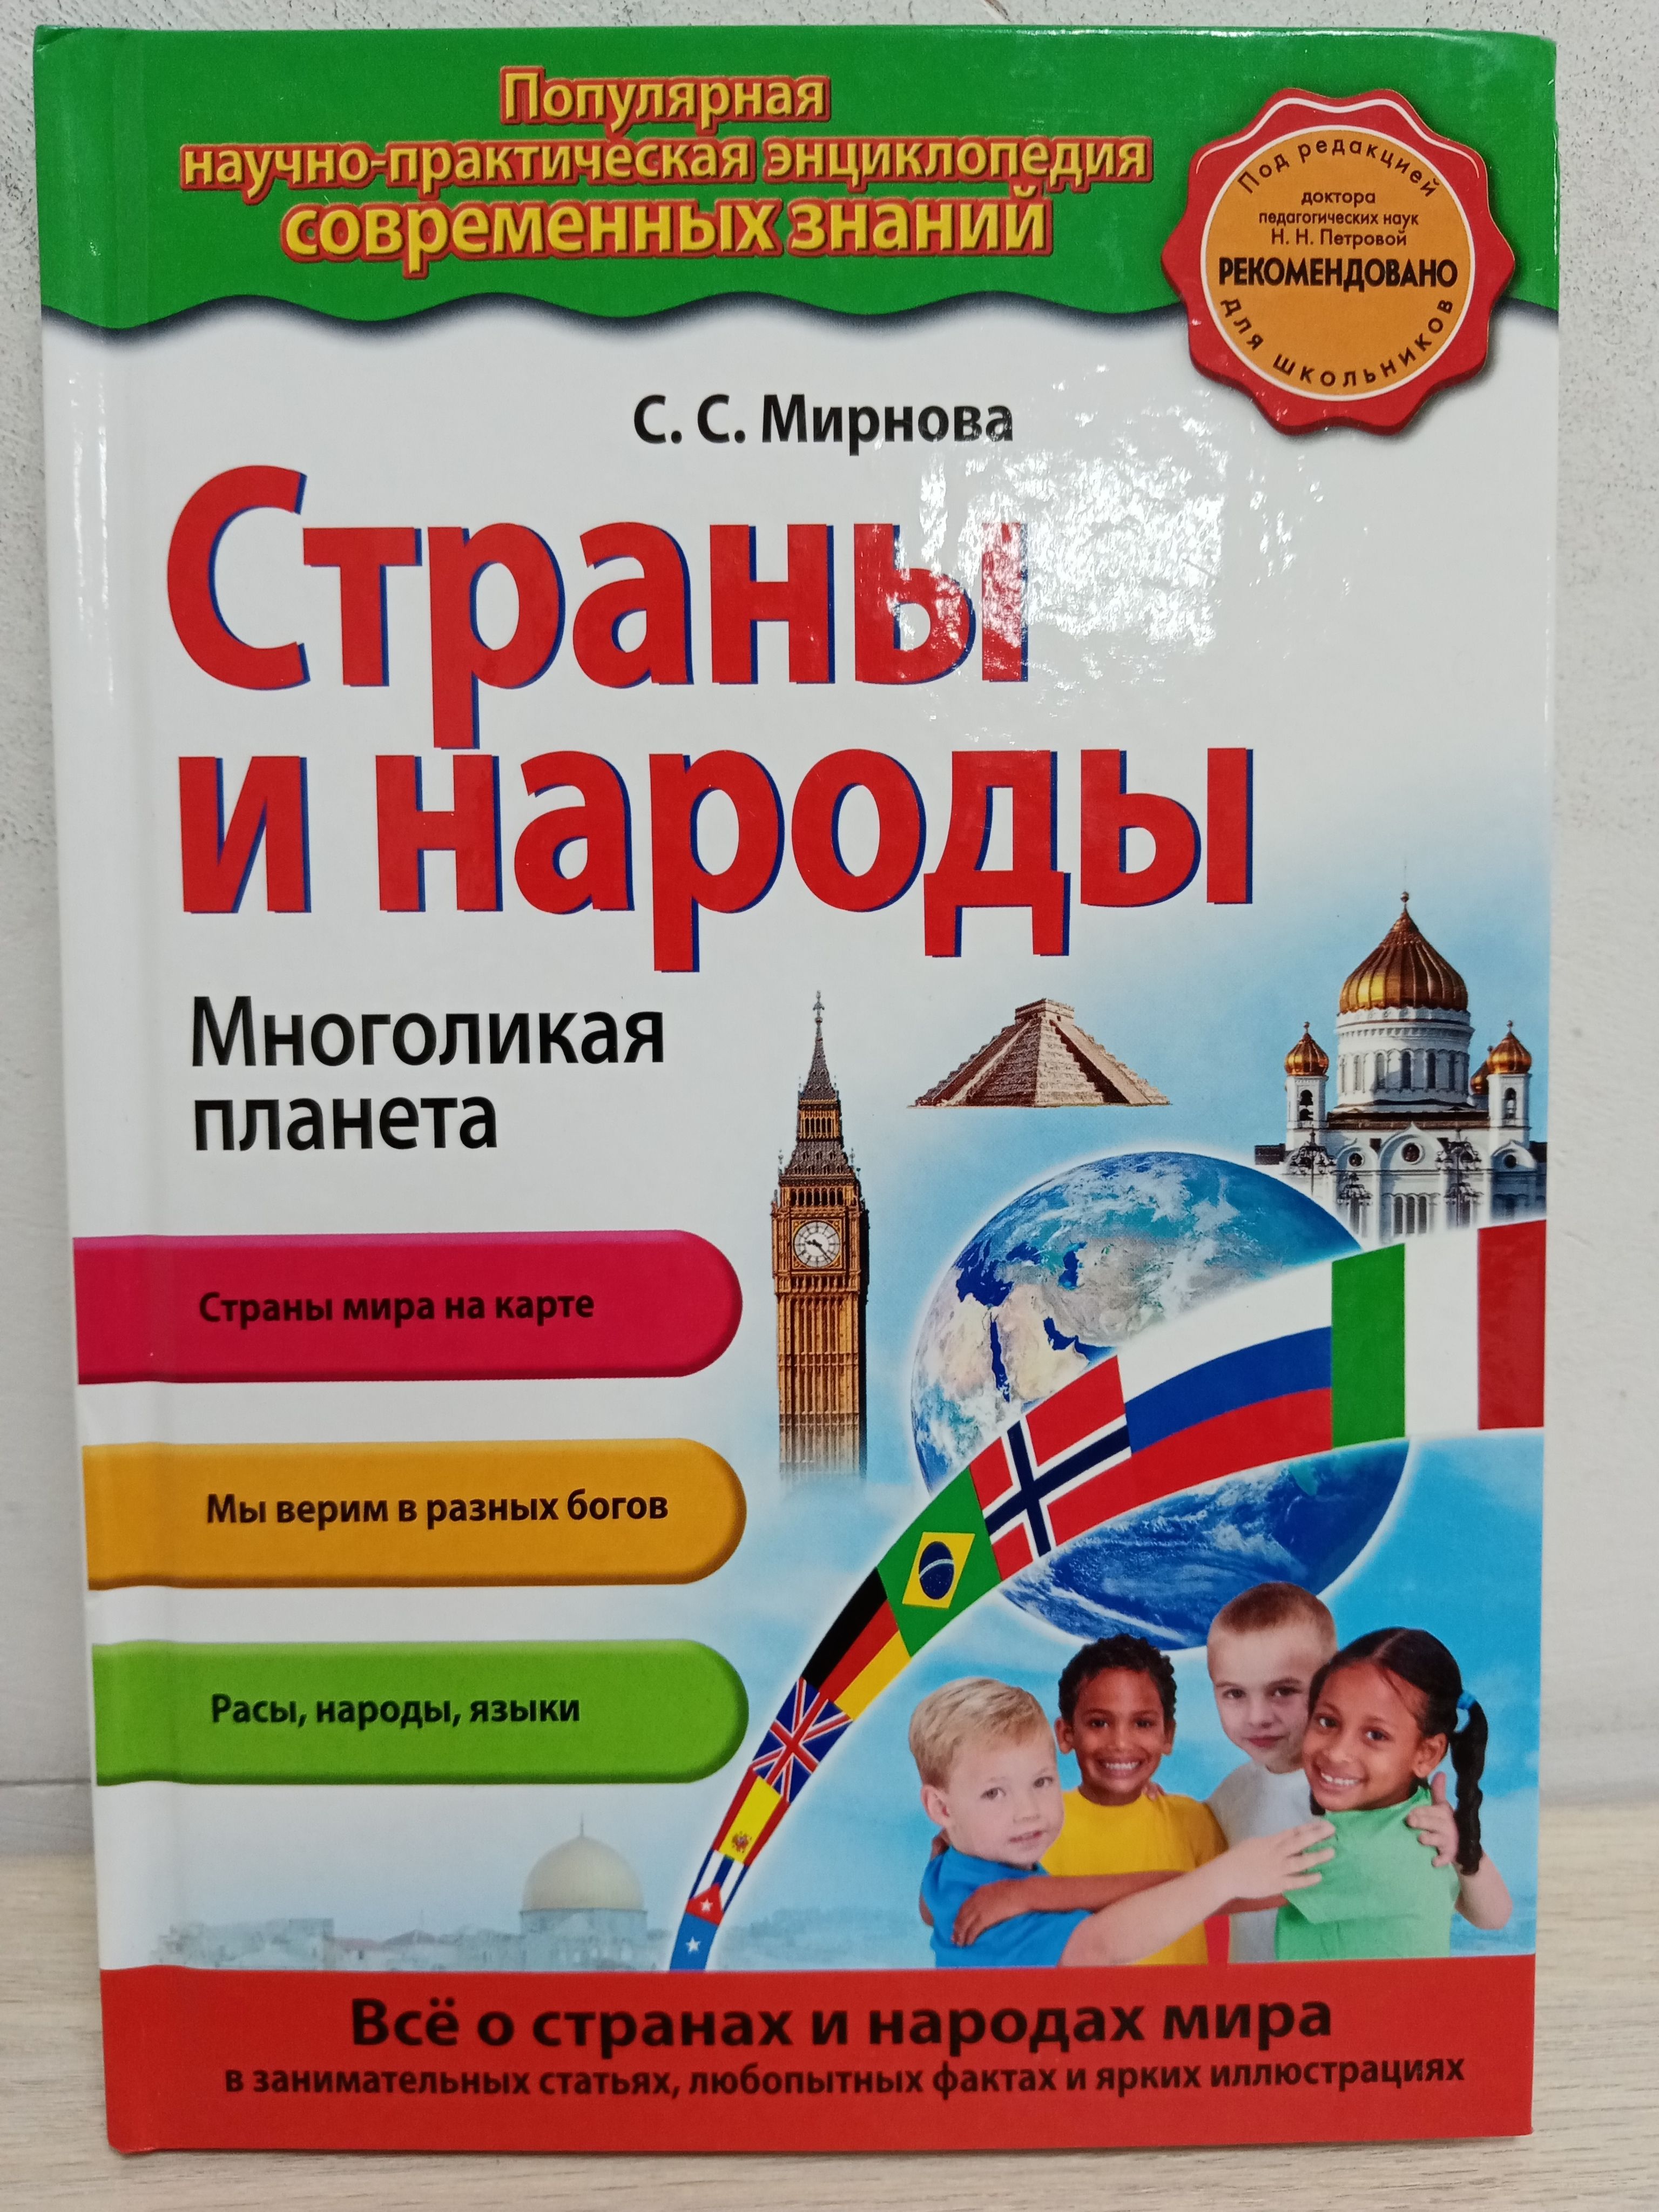 Популярная
научно-практическая энциклопедия
современных знаний
Под редакцией
доктора
педагогических наук
Н. Н. Петровой
РЕКОМЕНДОВАНО
для школьников
С. С. Мирнова
Страны
и народы
Многоликая
планета
Страны мира на карте
Мы верим в разных богов
Расы, народы, языки
Всё о странах и народах мира
в занимательных статьях, любопытных фактах и ярких иллюстрациях